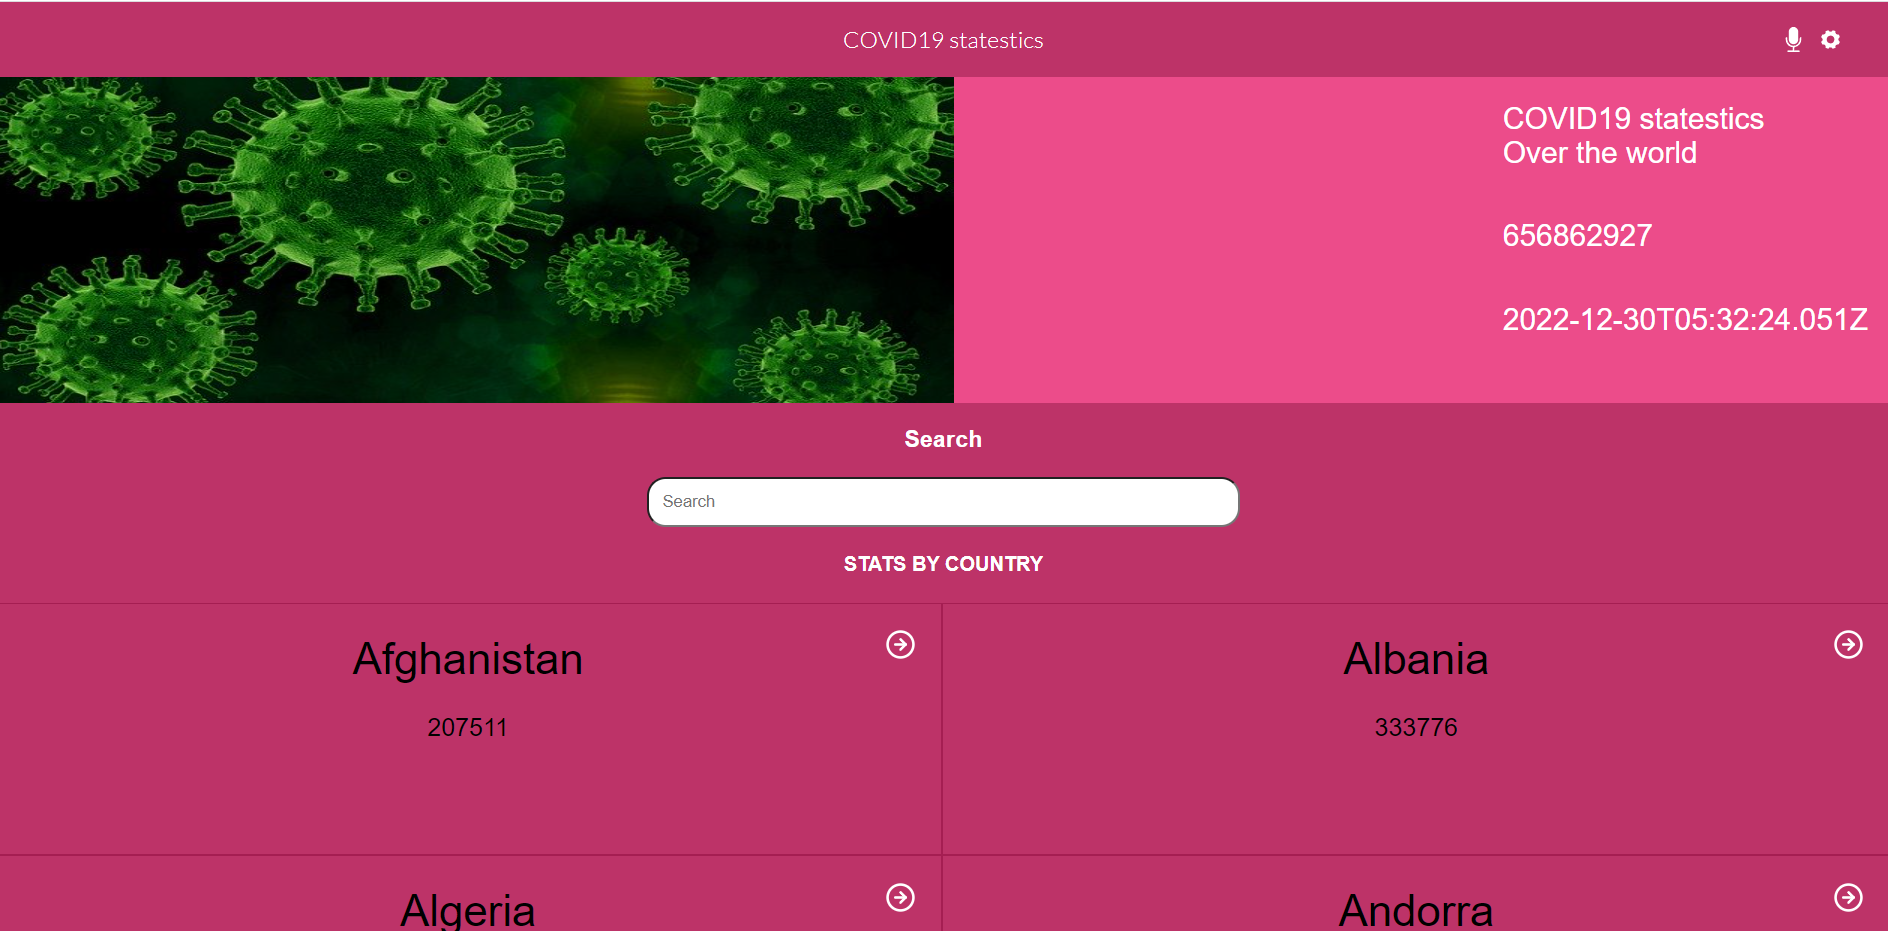 COVID19 statestics
COVID19 statestics
Over the world
656862927
2022-12-30T05:32:24.051Z
Search
Search
STATS BY COUNTRY
Afghanistan
207511
Albania
333776
Algeria
Andorra